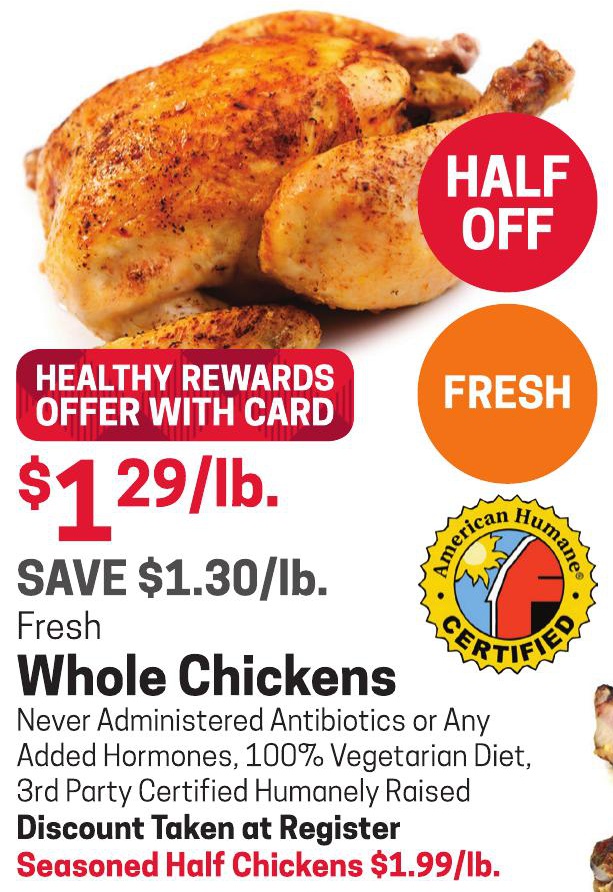 HALF
OFF
FRESH
HEALTHY REWARDS
OFFER WITH CARD
$1 29/lb.
SAVE $1.30/lb.
American Humane®
CERTIFIED
Fresh
Whole Chickens
Never Administered Antibiotics or Any
Added Hormones, 100% Vegetarian Diet,
3rd Party Certified Humanely Raised
Discount Taken at Register
Seasoned Half Chickens $1.99/lb.